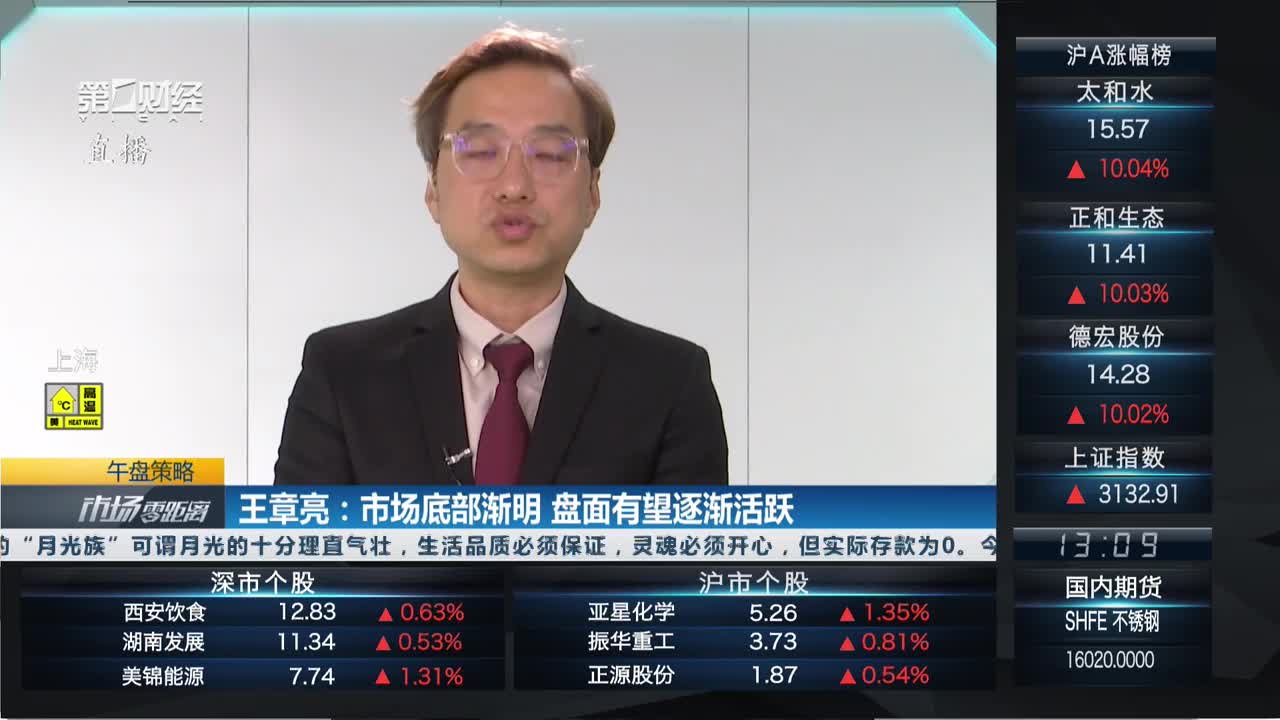 第一财经
直播
上海
℃
高温
黄
HEAT WAVE
午盘策略
市场零距离
王章亮：市场底部渐明 盘面有望逐渐活跃
的“月光族”可谓月光的十分理直气壮，生活品质必须保证，灵魂必须开心，但实际存款为0。今
深市个股
西安饮食 12.83 ▲0.63%
湖南发展 11.34 ▲0.53%
美锦能源 7.74 ▲1.31%
沪市个股
亚星化学 5.26 ▲1.35%
振华重工 3.73 ▲0.81%
正源股份 1.87 ▲0.54%
沪A涨幅榜
太和水
15.57
▲ 10.04%
正和生态
11.41
▲ 10.03%
德宏股份
14.28
▲ 10.02%
上证指数
▲ 3132.91
13:09
国内期货
SHFE 不锈钢
16020.0000